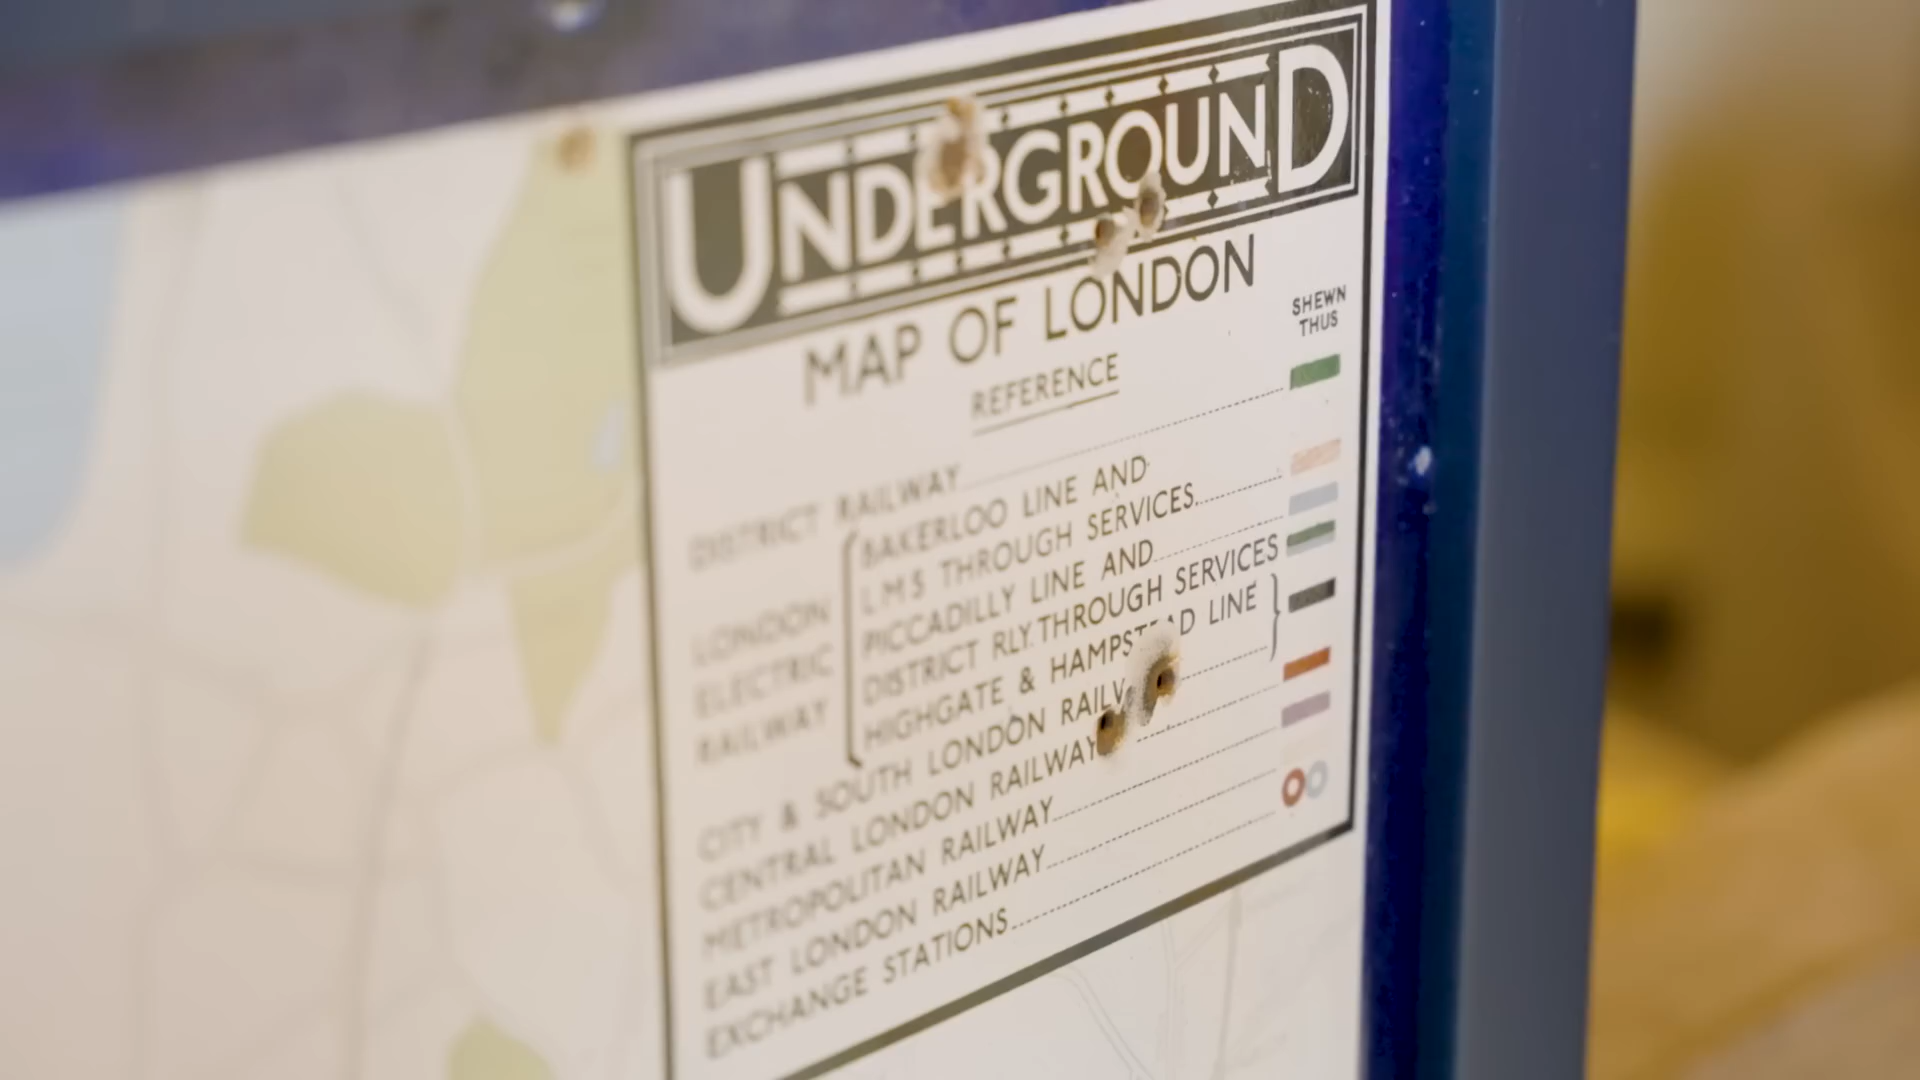 UNDERGROUND
MAP OF LONDON
REFERENCE
SHEWN
THUS
DISTRICT RAILWAY
LONDON
ELECTRIC
RAILWAY
BAKERLOO LINE AND
L.M.S THROUGH SERVICES
PICCADILLY LINE AND
DISTRICT RLY. THROUGH SERVICES
HIGHGATE & HAMPSTEAD LINE
CITY & SOUTH LONDON
CENTRAL LONDON RAILWAY
METROPOLITAN RAILWAY
EAST LONDON RAILWAY
EXCHANGE STATIONS